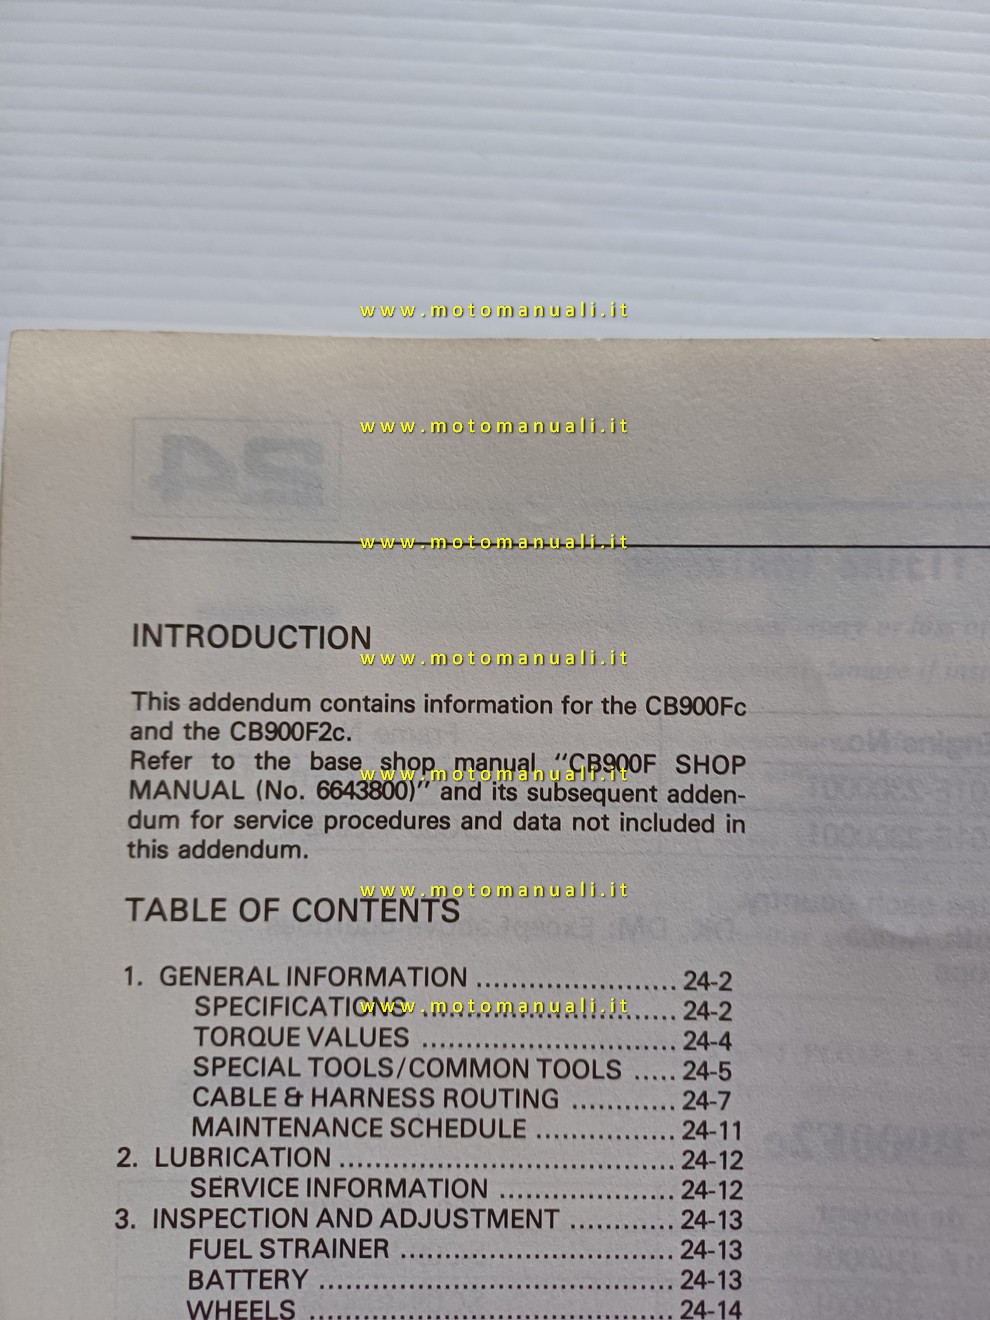 www.motomanuali.it
www.motomanuali.it
24
www.motomanuali.it
INTRODUCTION
www.motomanuali.it
This addendum contains information for the CB900Fc
and the CB900F2c.
Refer to the base shop manual “CB900F SHOP
www.motomanuali.it
MANUAL (No. 6643800)” and its subsequent adden-
dum for service procedures and data not included in
this addendum.
www.motomanuali.it
TABLE OF CONTENTS
1. GENERAL INFORMATION ....................... 24-2
SPECIFICATIONS ............................. 24-2
www.motomanuali.it
TORQUE VALUES ............................. 24-4
SPECIAL TOOLS/COMMON TOOLS ..... 24-5
CABLE & HARNESS ROUTING ............ 24-7
MAINTENANCE SCHEDULE ................ 24-11
2. LUBRICATION ...................................... 24-12
SERVICE INFORMATION .................... 24-12
3. INSPECTION AND ADJUSTMENT ............ 24-13
FUEL STRAINER ............................... 24-13
BATTERY ........................................ 24-13
WHEELS ......................................... 24-14